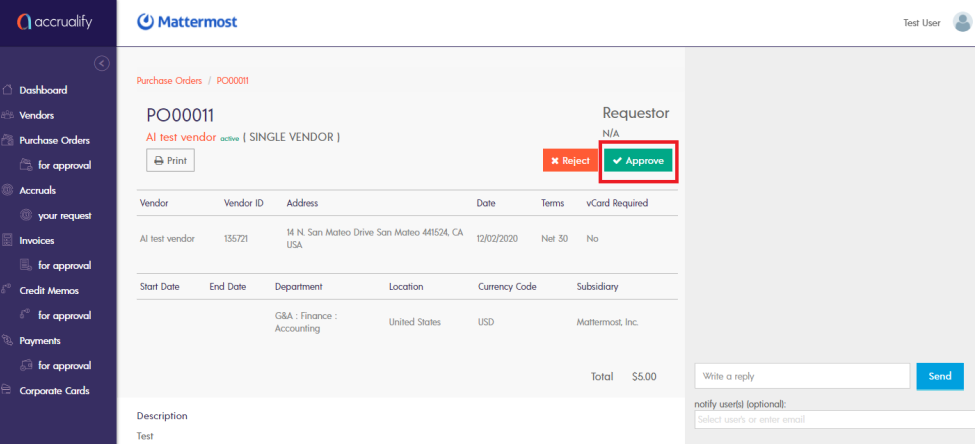 accrualify
Mattermost
Test User
Dashboard
Vendors
Purchase Orders
for approval
Accruals
your request
Invoices
for approval
Credit Memos
for approval
Payments
for approval
Corporate Cards
Purchase Orders / PO00011
PO00011
AI test vendor active ( SINGLE VENDOR )
Print
Requestor
N/A
Reject
Approve
Vendor Vendor ID Address Date Terms vCard Required
AI test vendor 135721 14 N. San Mateo Drive San Mateo 441524, CA 12/02/2020 Net 30 No
USA
Start Date End Date Department Location Currency Code Subsidiary
G&A : Finance : United States USD Mattermost, Inc.
Accounting
Total $5.00
Description
Test
Write a reply
Send
notify user(s) (optional):
Select user's or enter email